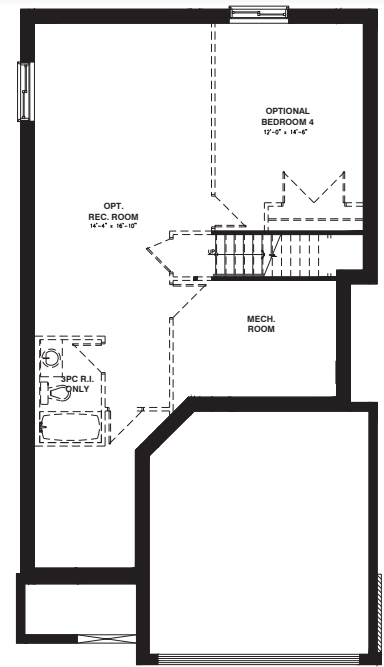 OPTIONAL
BEDROOM 4
12'-0" x 14'-6"
OPT.
REC. ROOM
14'-4" x 16'-10"
UP
MECH.
ROOM
3PC R.I.
ONLY